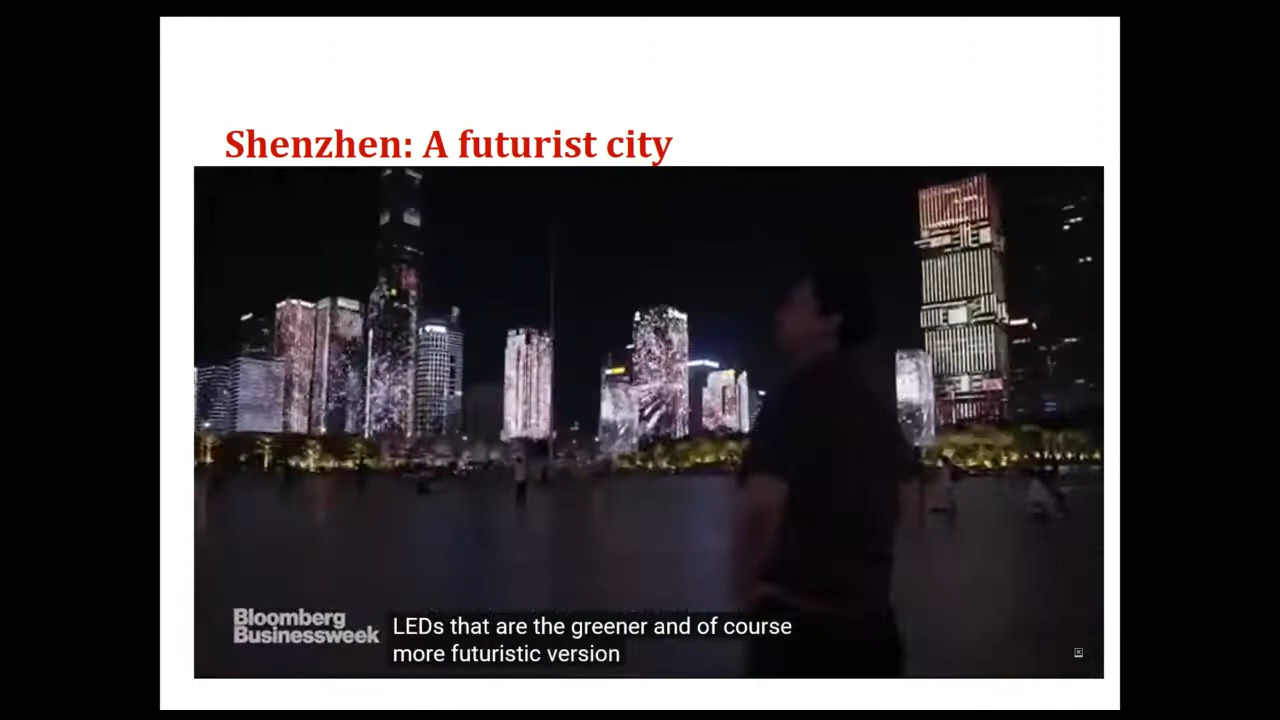 Shenzhen: A futurist city
Bloomberg
Businessweek
LEDs that are the greener and of course
more futuristic version